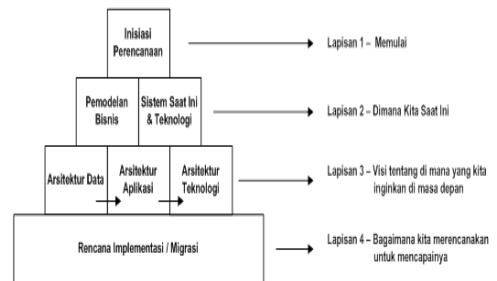 Inisiasi
Perencanaan
Lapisan 1 – Memulai
Pemodelan
Bisnis
Sistem Saat Ini
& Teknologi
Lapisan 2 – Dimana Kita Saat Ini
Arsitektur Data
Arsitektur
Aplikasi
Arsitektur
Teknologi
Lapisan 3 – Visi tentang di mana yang kita
inginkan di masa depan
Rencana Implementasi / Migrasi
Lapisan 4 – Bagaimana kita merencanakan
untuk mencapainya